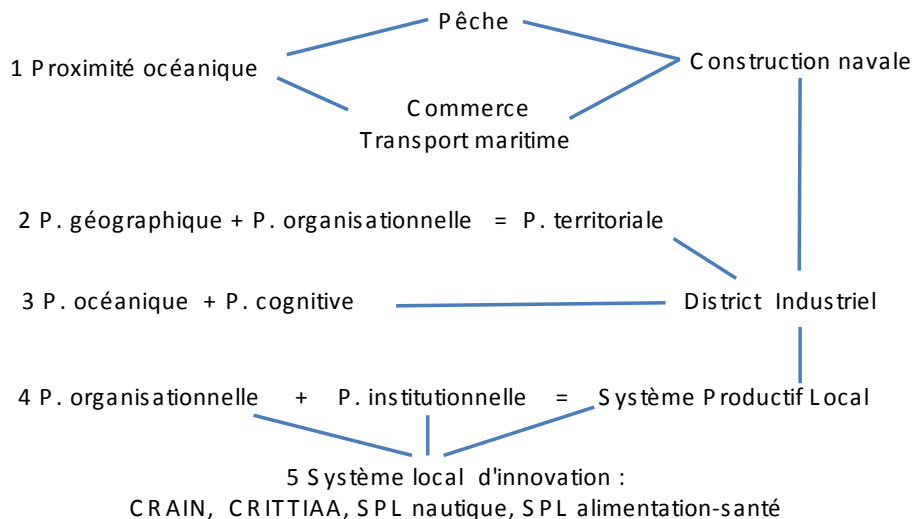 Pêche
1 Proximité océanique
Construction navale
Commerce
Transport maritime
2 P. géographique + P. organisationnelle = P. territoriale
3 P. océanique + P. cognitive
District Industriel
4 P. organisationnelle + P. institutionnelle = Système Productif Local
5 Système local d'innovation :
CRAIN, CRITTIAA, SPL nautique, SPL alimentation-santé